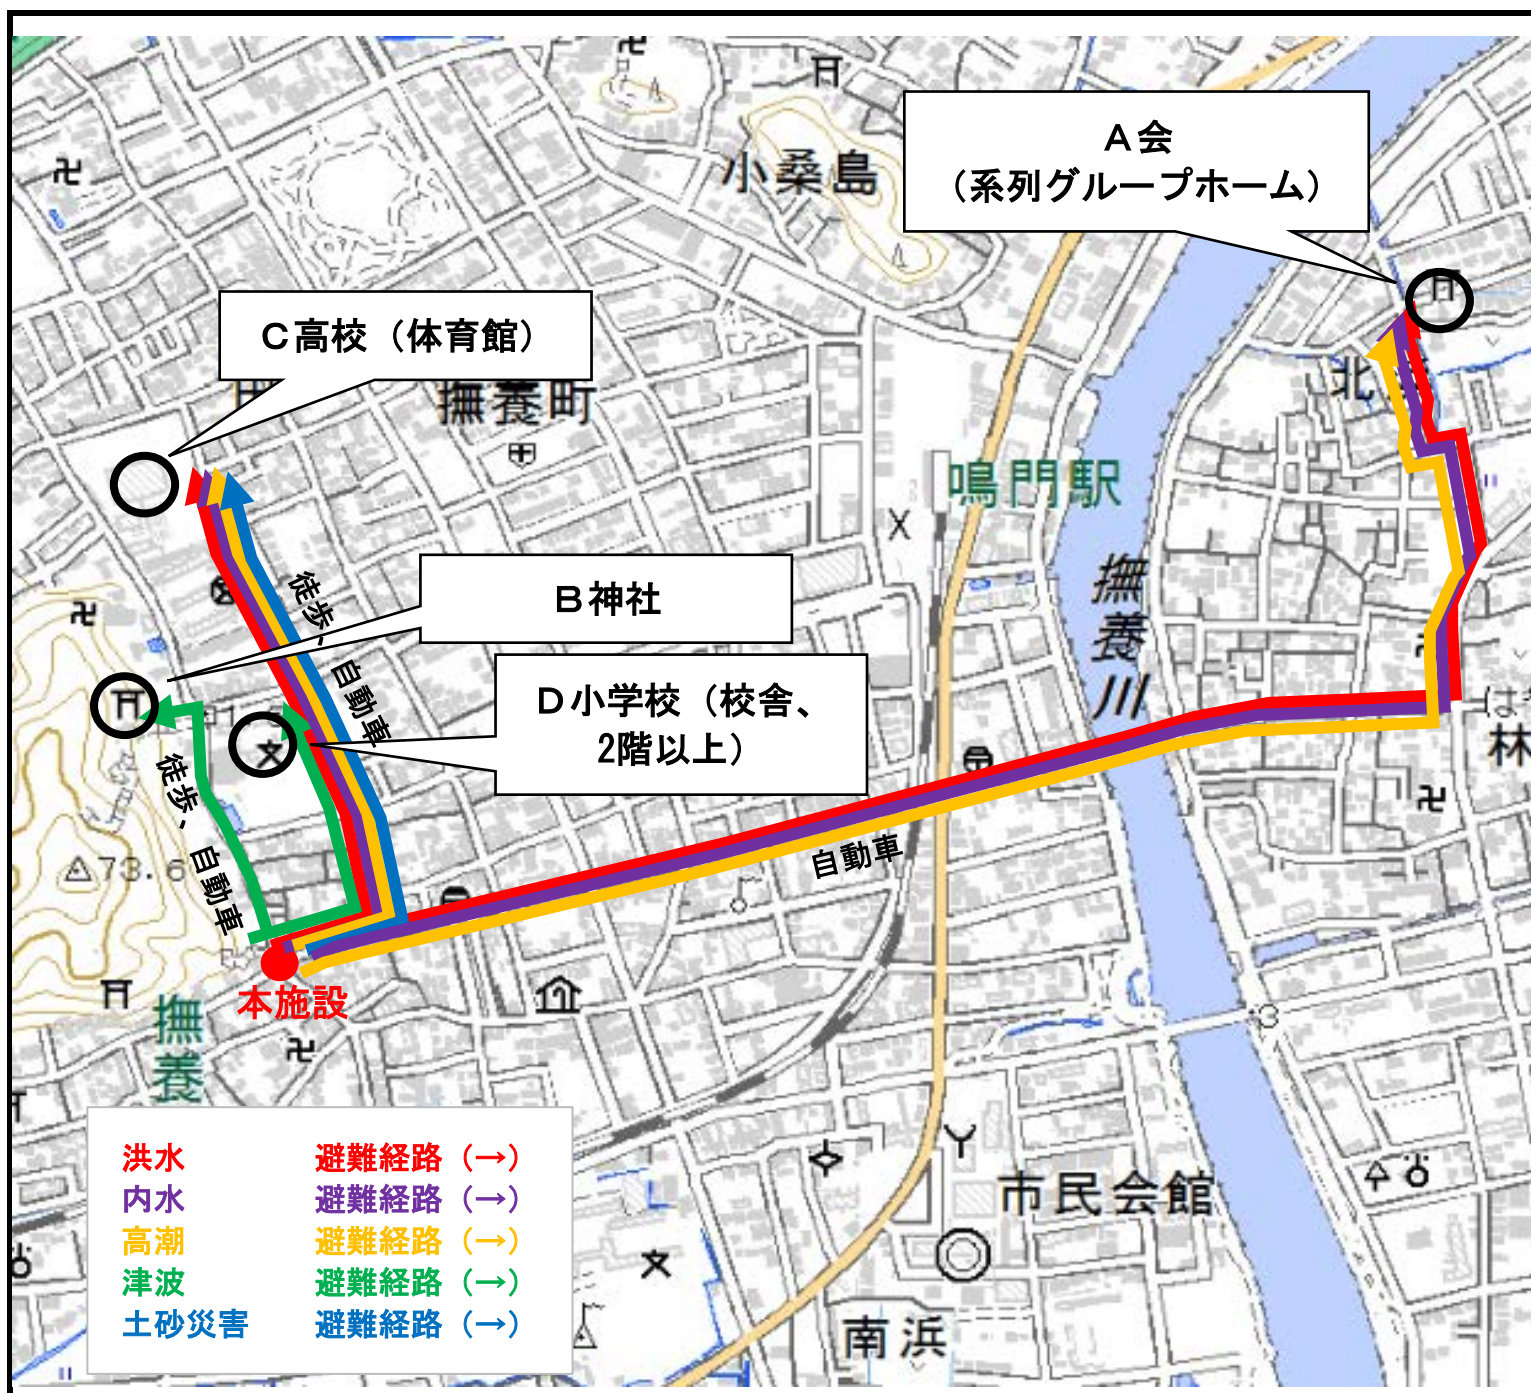 小桑島
A会
（系列グループホーム）
C高校（体育館）
撫養町
北
鳴門駅
撫養川
B神社
徒歩、自動車
D小学校（校舎、
2階以上）
徒歩、自動車
73.6
自動車
林
本施設
撫養
市民会館
南浜
洪水 避難経路（→）
内水 避難経路（→）
高潮 避難経路（→）
津波 避難経路（→）
土砂災害 避難経路（→）